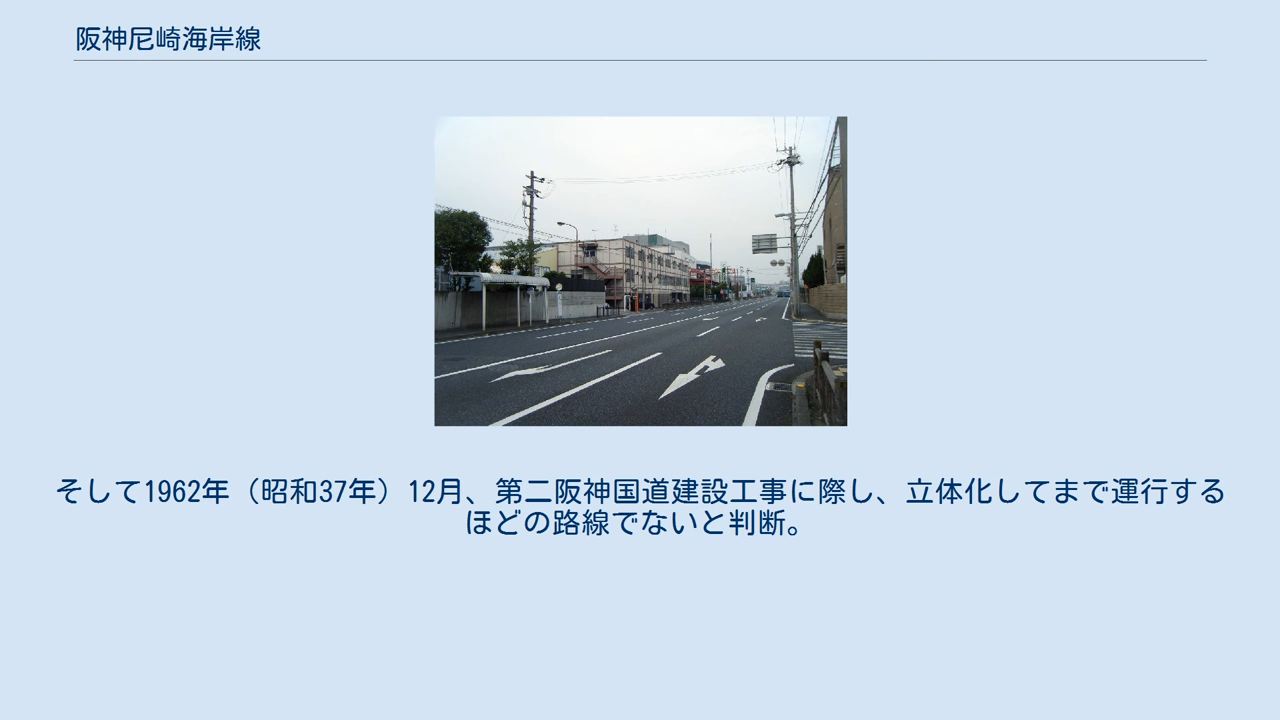 阪神尼崎海岸線
そして1962年（昭和37年）12月、第二阪神国道建設工事に際し、立体化してまで運行する
ほどの路線でないと判断。